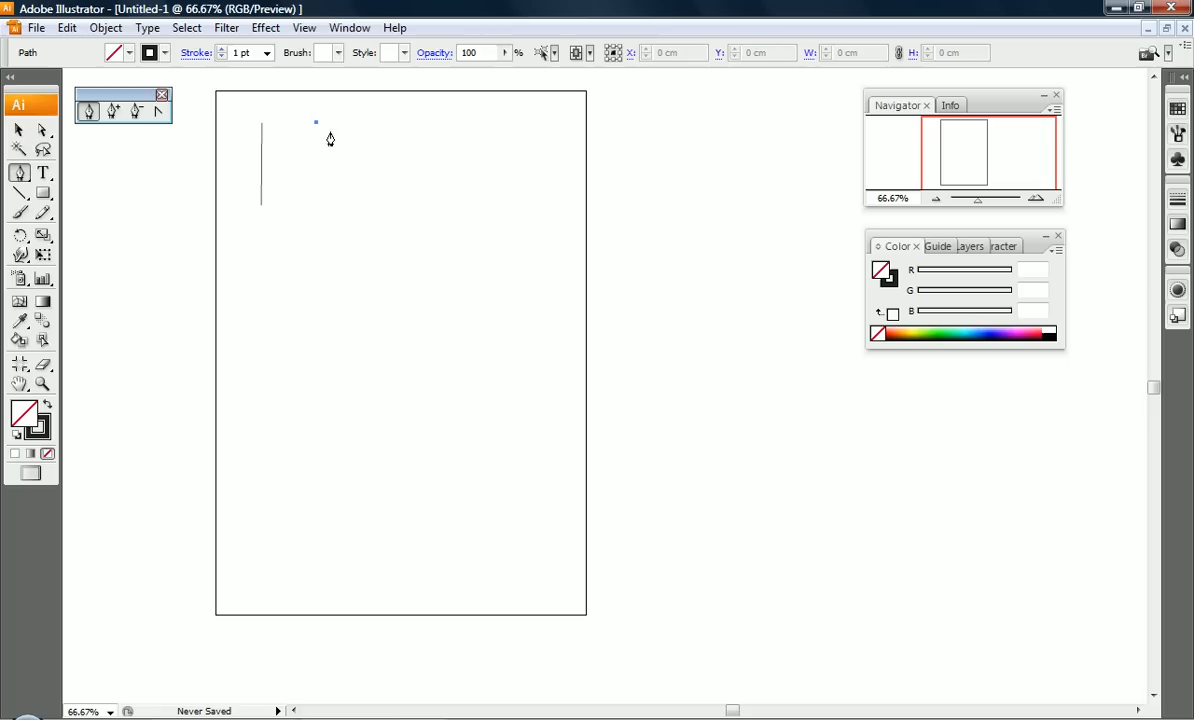 Adobe Illustrator - [Untitled-1 @ 66.67% (RGB/Preview) ]
File Edit Object Type Select Filter Effect View Window Help
Path Stroke: 1 pt Brush: Style: Opacity: 100 % X: 0 cm Y: 0 cm W: 0 cm H: 0 cm
Ai
T
Navigator Info
66.67%
Color Guide ayers racter
R
G
B
66.67% Never Saved